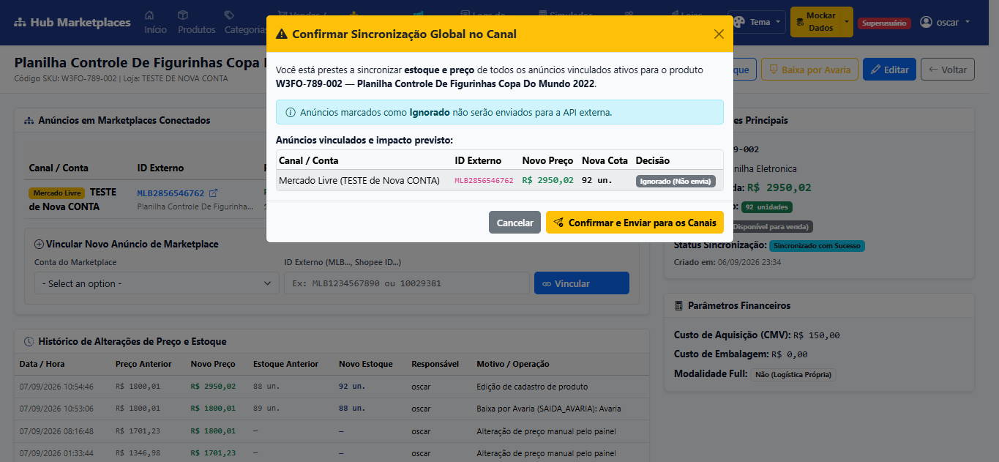 Hub Marketplaces
Início
Produtos
Categorias
Tema
Mockar Dados
Superusuário
oscar
Planilha Controle De Figurinhas Copa
Código SKU: W3FO-789-002 | Loja: TESTE DE NOVA CONTA
Baixa por Avaria
Editar
← Voltar
Confirmar Sincronização Global no Canal
Você está prestes a sincronizar estoque e preço de todos os anúncios vinculados ativos para o produto
W3FO-789-002 — Planilha Controle De Figurinhas Copa Do Mundo 2022.
Anúncios marcados como Ignorado não serão enviados para a API externa.
Anúncios vinculados e impacto previsto:
Canal / Conta ID Externo Novo Preço Nova Cota Decisão
Mercado Livre (TESTE de Nova CONTA) MLB2856546762 R$ 2950,02 92 un. Ignorado (Não envia)
Cancelar
Confirmar e Enviar para os Canais
Anúncios em Marketplaces Conectados
Canal / Conta ID Externo
Mercado Livre TESTE de Nova CONTA
MLB2856546762
Planilha Controle De Figurinha...
Vincular Novo Anúncio de Marketplace
Conta do Marketplace
ID Externo (MLB..., Shopee ID...)
- Select an option -
Ex: MLB1234567890 ou 10029381
Vincular
Histórico de Alterações de Preço e Estoque
Data / Hora Preço Anterior Novo Preço Estoque Anterior Novo Estoque Responsável Motivo / Operação
07/09/2026 10:54:46 R$ 1800,01 R$ 2950,02 88 un. 92 un. oscar Edição de cadastro de produto
07/09/2026 10:53:06 R$ 1800,01 R$ 1800,01 89 un. 88 un. oscar Baixa por Avaria (SAIDA_AVARIA): Avaria
07/09/2026 08:16:48 R$ 1701,23 R$ 1800,01 — — oscar Alteração de preço manual pelo painel
07/09/2026 01:33:44 R$ 1346,98 R$ 1701,23 — — oscar Alteração de preço manual pelo painel
Principais
9-002
nilha Eletronica
R$ 2950,02
92 unidades
Disponível para venda)
Status Sincronização: Sincronizado com Sucesso
Criado em: 06/09/2026 23:34
Parâmetros Financeiros
Custo de Aquisição (CMV): R$ 150,00
Custo de Embalagem: R$ 0,00
Modalidade Full: Não (Logística Própria)